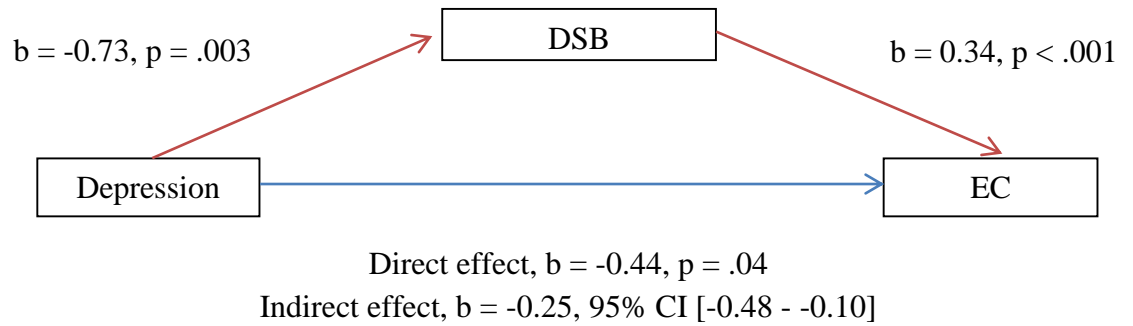 DSB
b = -0.73, p = .003
b = 0.34, p < .001
Depression
EC
Direct effect, b = -0.44, p = .04
Indirect effect, b = -0.25, 95% CI [-0.48 - -0.10]